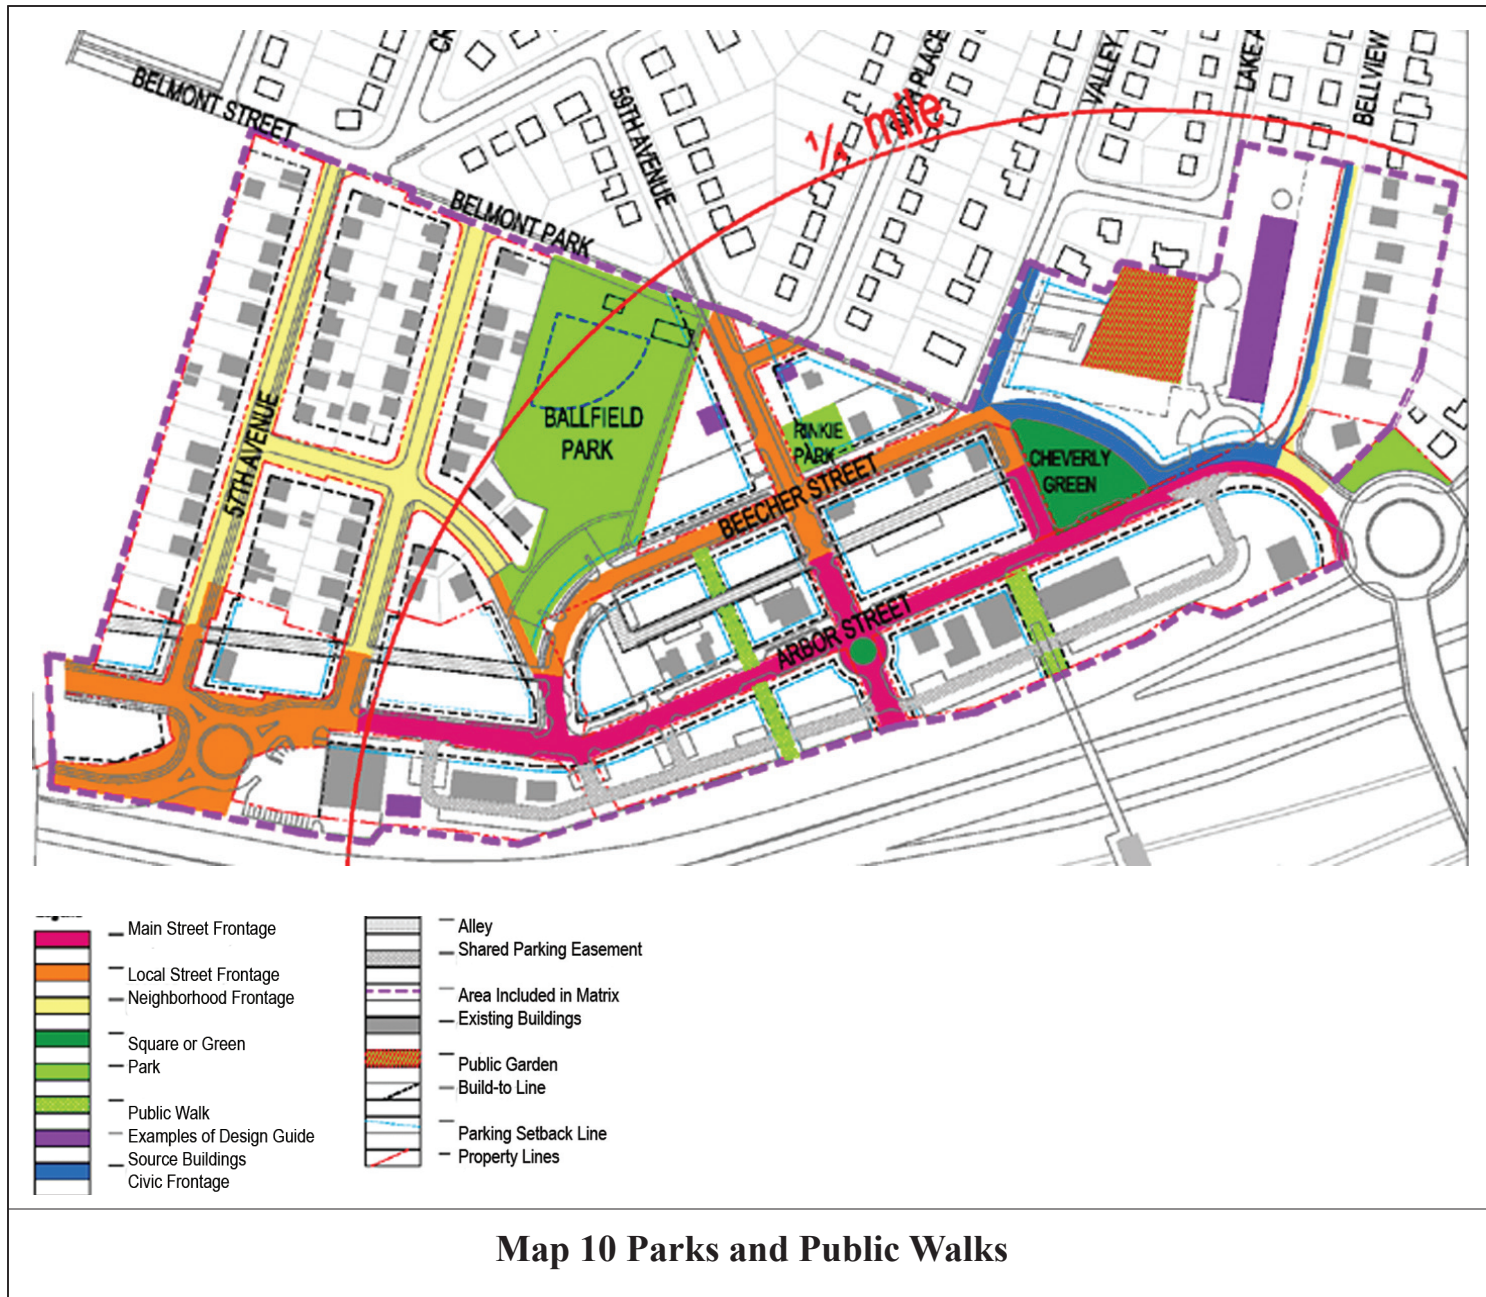 BELMONT STREET
59TH AVENUE
PLACE
VALLEY
LAKE
BELLVIEW
1/4 mile
BELMONT PARK
BALLFIELD
PARK
RINKIE
PARK
CHEVERLY
GREEN
57TH AVENUE
BEECHER STREET
ARBOR STREET
Main Street Frontage
Local Street Frontage
Neighborhood Frontage
Square or Green
Park
Public Walk
Examples of Design Guide
Source Buildings
Civic Frontage
Alley
Shared Parking Easement
Area Included in Matrix
Existing Buildings
Public Garden
Build-to Line
Parking Setback Line
Property Lines
Map 10 Parks and Public Walks